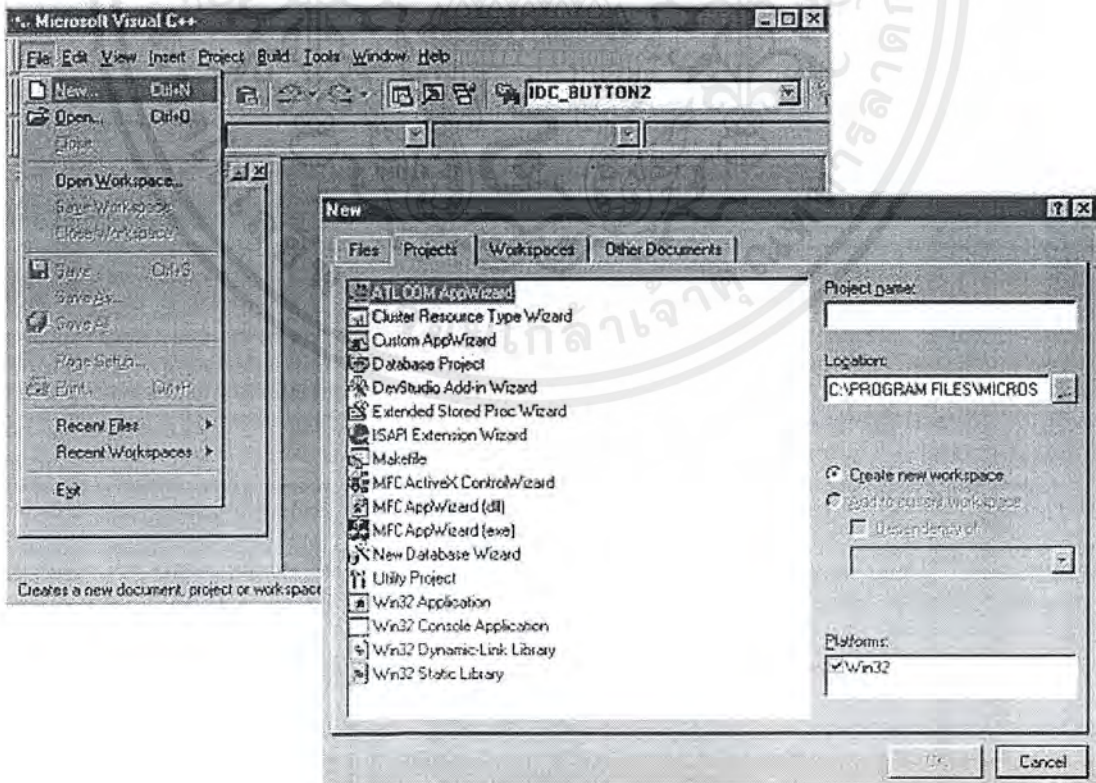 Microsoft Visual C++
File Edit View Insert Project Build Tools Window Help
New... Ctrl+N
IDC_BUTTON2
Open... Ctrl+O
Close
Open Workspace...
Save Workspace
Close Workspace
Save Ctrl+S
Save As...
Save All
Page Setup...
Print... Ctrl+P
Recent Files
Recent Workspaces
Exit
Creates a new document, project or workspace
New
Files Projects Workspaces Other Documents
ATL COM AppWizard
Cluster Resource Type Wizard
Custom AppWizard
Database Project
DevStudio Add-in Wizard
Extended Stored Proc Wizard
ISAPI Extension Wizard
Makefile
MFC ActiveX ControlWizard
MFC AppWizard (dll)
MFC AppWizard (exe)
New Database Wizard
Utility Project
Win32 Application
Win32 Console Application
Win32 Dynamic-Link Library
Win32 Static Library
Project name:
Location:
C:\PROGRAM FILES\MICROS
...
Create new workspace
Add to current workspace
Dependency of:
Platforms:
Win32
OK
Cancel